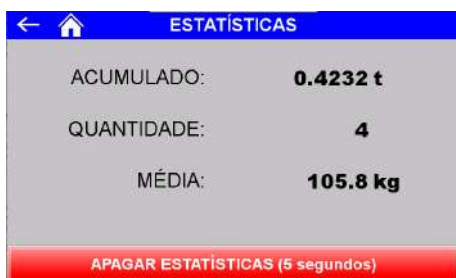 ESTATÍSTICAS
ACUMULADO: 0.4232 t
QUANTIDADE: 4
MÉDIA: 105.8 kg
APAGAR ESTATÍSTICAS (5 segundos)